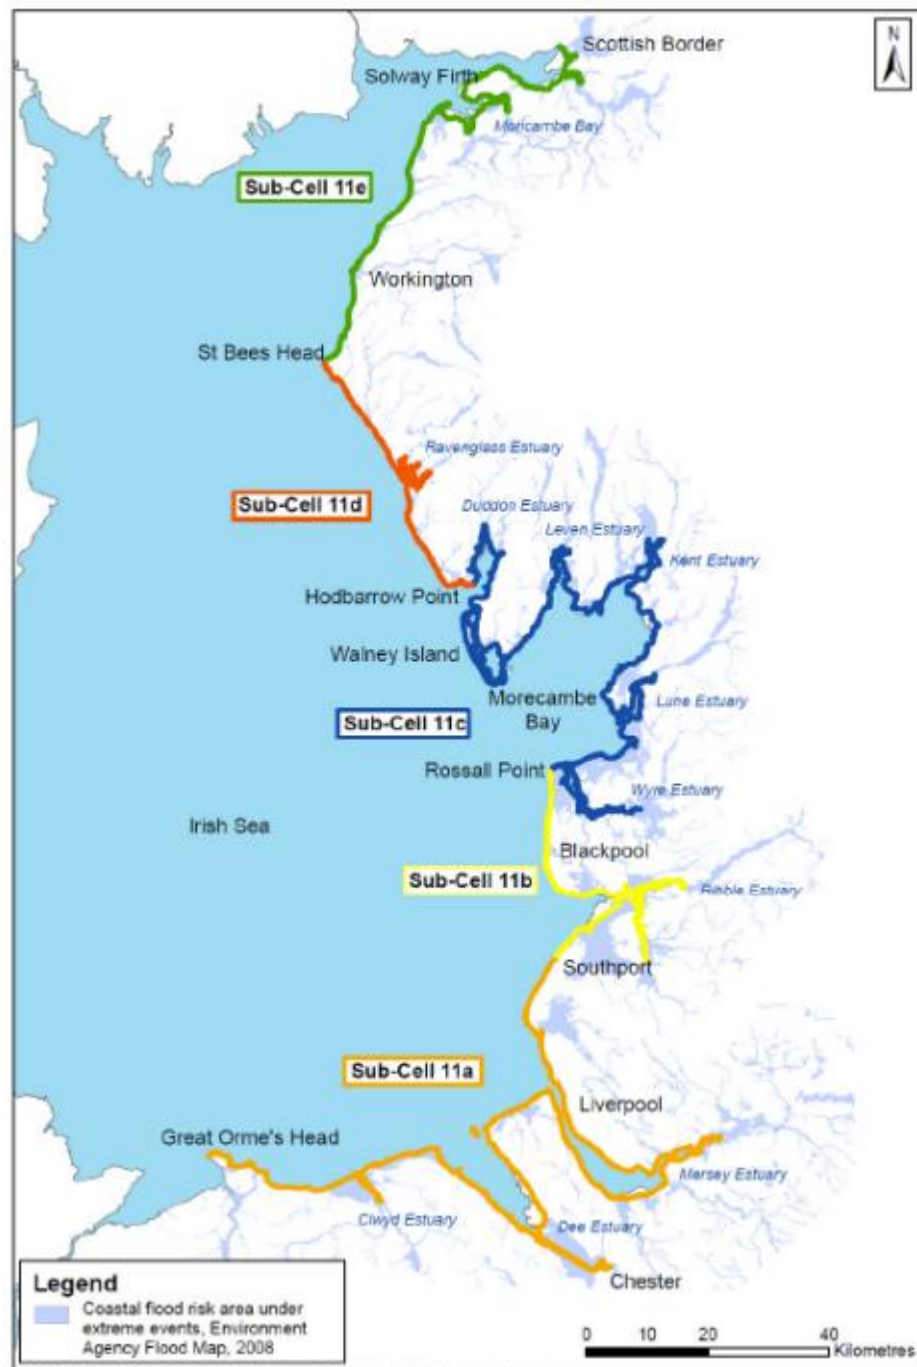 N
Scottish Border
Solway Firth
Moricambe Bay
Sub-Cell 11e
Workington
St Bees Head
Ravenglass Estuary
Sub-Cell 11d
Duddon Estuary
Leven Estuary
Kent Estuary
Hodbarrow Point
Walney Island
Morecambe
Bay
Lune Estuary
Sub-Cell 11c
Rossall Point
Wyre Estuary
Irish Sea
Blackpool
Sub-Cell 11b
Ribble Estuary
Southport
Sub-Cell 11a
Liverpool
Great Orme's Head
Mersey Estuary
Clwyd Estuary
Dee Estuary
Chester
Legend
Coastal flood risk area under
extreme events, Environment
Agency Flood Map, 2008
0 10 20 40
Kilometres